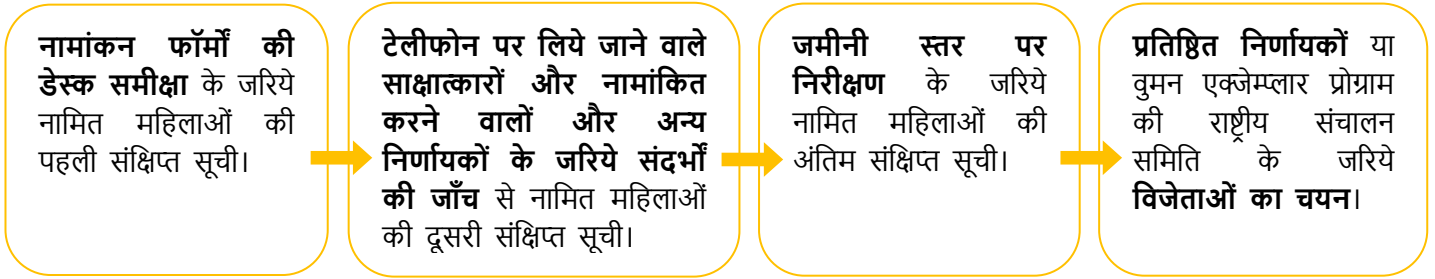 नामांकन फॉर्मों की
डेस्क समीक्षा के जरिये
नामित महिलाओं की
पहली संक्षिप्त सूची।
टेलीफोन पर लिये जाने वाले
साक्षात्कारों और नामांकित
करने वालों और अन्य
निर्णायकों के जरिये संदर्भों
की जाँच से नामित महिलाओं
की दूसरी संक्षिप्त सूची।
जमीनी स्तर पर
निरीक्षण के जरिये
नामित महिलाओं की
अंतिम संक्षिप्त सूची।
प्रतिष्ठित निर्णायकों या
वुमन एक्जेम्प्लार प्रोग्राम
की राष्ट्रीय संचालन
समिति के जरिये
विजेताओं का चयन।